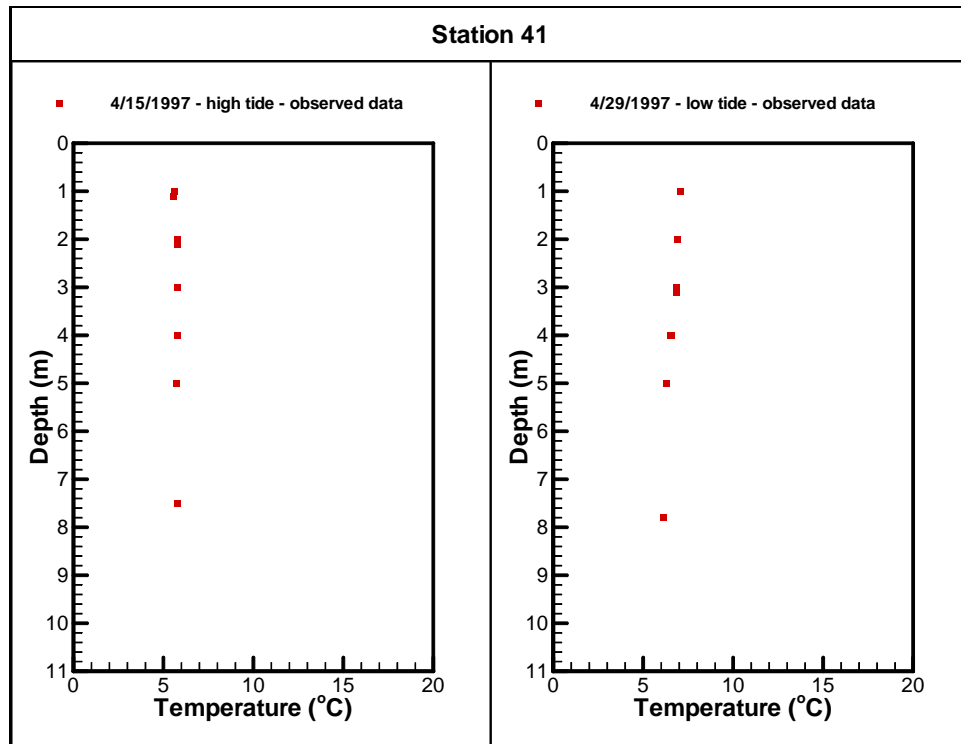 Station 41
4/15/1997 - high tide - observed data
0
1
2
3
4
5
6
7
8
9
10
11
Depth (m)
0 5 10 15 20
Temperature (°C)
4/29/1997 - low tide - observed data
0
1
2
3
4
5
6
7
8
9
10
11
Depth (m)
0 5 10 15 20
Temperature (°C)